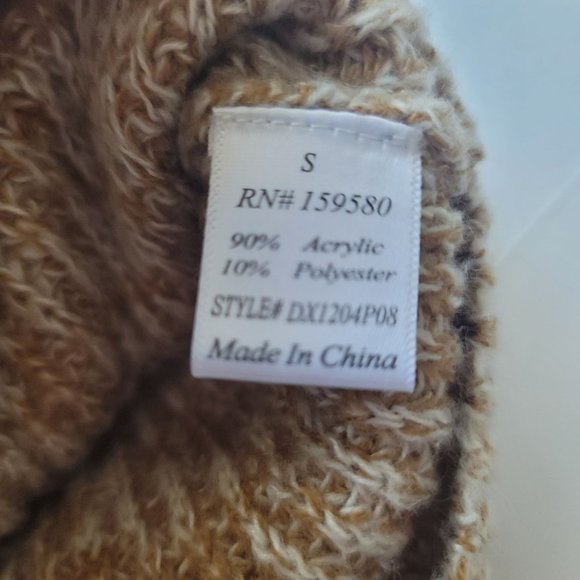 S
RN# 159580
90% Acrylic
10% Polyester
STYLE# DX1204P08
Made In China